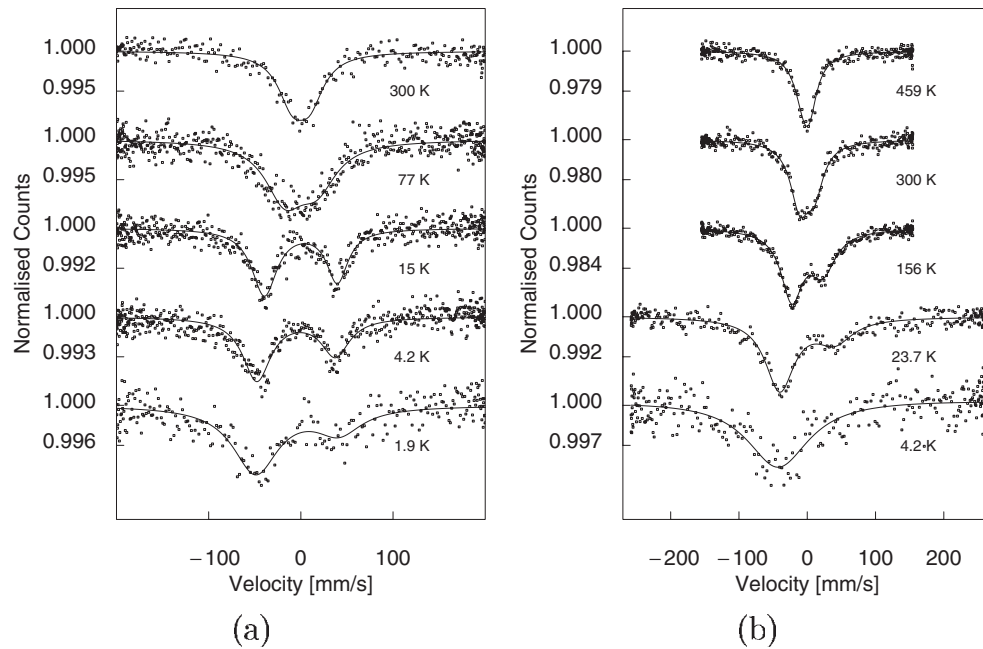 Normalised Counts
1.000
0.995
300 K
1.000
0.995
77 K
1.000
0.992
15 K
1.000
0.993
4.2 K
1.000
0.996
1.9 K
−100 0 100
Velocity [mm/s]
(a)
Normalised Counts
1.000
0.979
459 K
1.000
0.980
300 K
1.000
0.984
156 K
1.000
0.992
23.7 K
1.000
0.997
4.2 K
−200 −100 0 100 200
Velocity [mm/s]
(b)